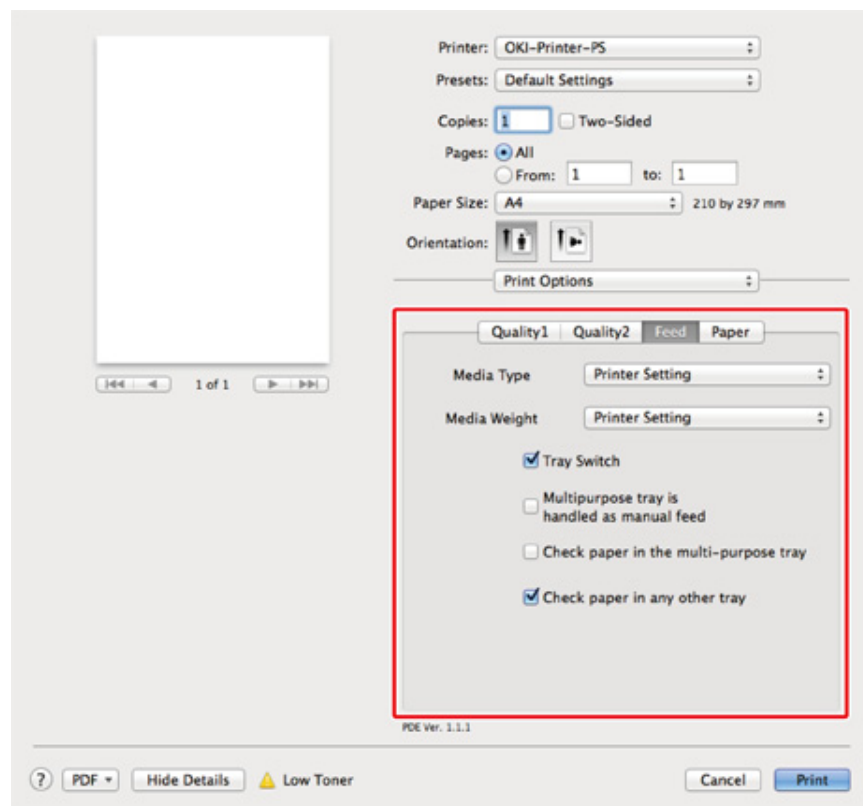 Printer: OKI-Printer-PS
Presets: Default Settings
Copies: 1 Two-Sided
Pages: All
From: 1 to: 1
Paper Size: A4 210 by 297 mm
Orientation:
Print Options
Quality1 Quality2 Feed Paper
Media Type Printer Setting
1 of 1
Media Weight Printer Setting
Tray Switch
Multipurpose tray is
handled as manual feed
Check paper in the multi-purpose tray
Check paper in any other tray
PDE Ver. 1.1.1
? PDF Hide Details Low Toner Cancel Print